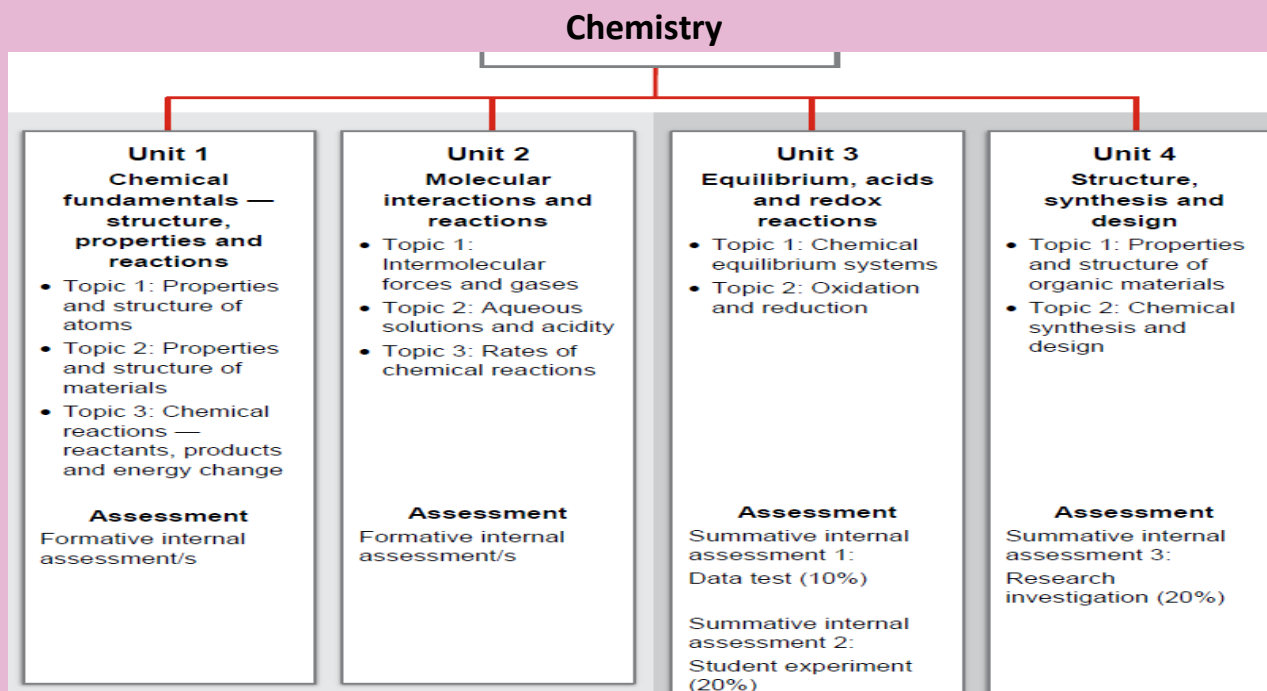 Chemistry
Unit 1
Chemical
fundamentals —
structure,
properties and
reactions
• Topic 1: Properties
and structure of
atoms
• Topic 2: Properties
and structure of
materials
• Topic 3: Chemical
reactions —
reactants, products
and energy change
Assessment
Formative internal
assessment/s
Unit 2
Molecular
interactions and
reactions
• Topic 1:
Intermolecular
forces and gases
• Topic 2: Aqueous
solutions and acidity
• Topic 3: Rates of
chemical reactions
Assessment
Formative internal
assessment/s
Unit 3
Equilibrium, acids
and redox
reactions
• Topic 1: Chemical
equilibrium systems
• Topic 2: Oxidation
and reduction
Assessment
Summative internal
assessment 1:
Data test (10%)
Summative internal
assessment 2:
Student experiment
(20%)
Unit 4
Structure,
synthesis and
design
• Topic 1: Properties
and structure of
organic materials
• Topic 2: Chemical
synthesis and
design
Assessment
Summative internal
assessment 3:
Research
investigation (20%)